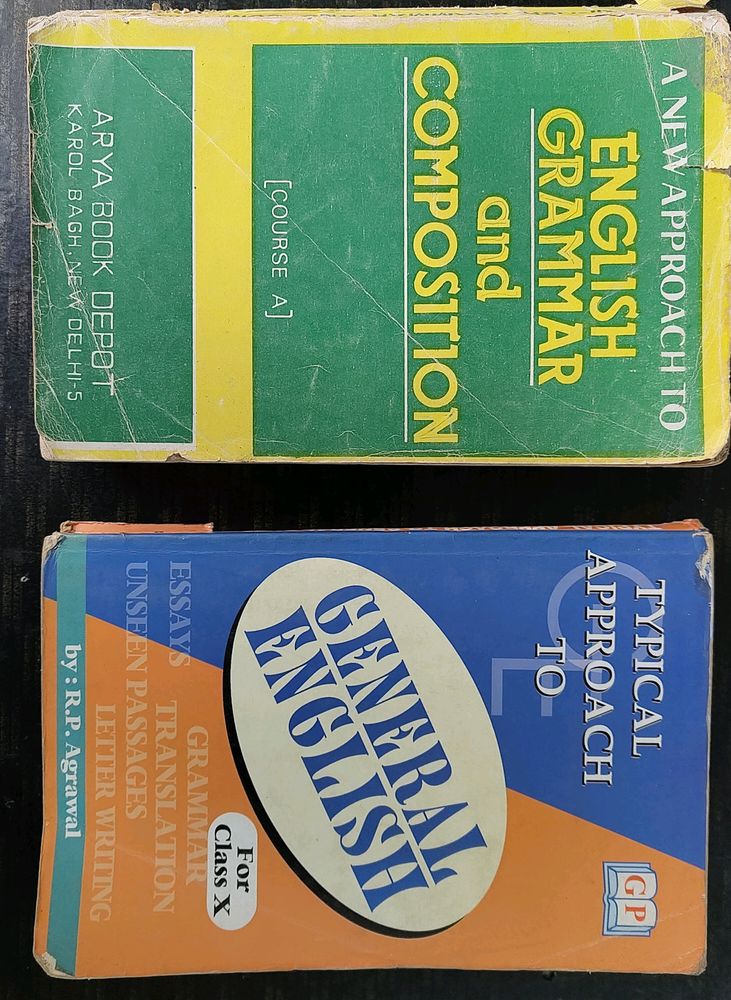 A NEW APPROACH TO
ENGLISH
GRAMMAR
and
COMPOSITION
[COURSE A]
ARYA BOOK DEPOT
KAROL BAGH, NEW DELHI-5
TYPICAL
APPROACH
TO
GE
GP
GENERAL
ENGLISH
For
Class X
GRAMMAR
ESSAYS TRANSLATION
UNSEEN PASSAGES
LETTER WRITING
by : R.P. Agrawal